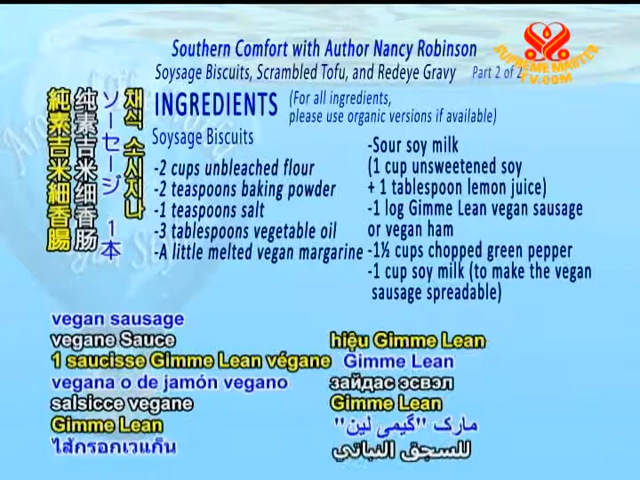 Southern Comfort with Author Nancy Robinson
Soysage Biscuits, Scrambled Tofu, and Redeye Gravy Part 2 of 2
SUPREME MASTER
TV.COM
INGREDIENTS (For all ingredients,
please use organic versions if available)
Soysage Biscuits
-2 cups unbleached flour
-2 teaspoons baking powder
-1 teaspoons salt
-3 tablespoons vegetable oil
-A little melted vegan margarine
-Sour soy milk
(1 cup unsweetened soy
+ 1 tablespoon lemon juice)
-1 log Gimme Lean vegan sausage
or vegan ham
-1½ cups chopped green pepper
-1 cup soy milk (to make the vegan
sausage spreadable)
純素吉米細香腸
纯素吉米细香肠
ソーセージ 1本
채식 소시지나
vegan sausage
vegane Sauce
1 saucisse Gimme Lean végane
vegana o de jamón vegano
salsicce vegane
Gimme Lean
ไส้กรอกเวแก็น
hiệu Gimme Lean
Gimme Lean
зайдас эсвэл
Gimme Lean
مارک "گیمی لین"
للسجق النباتي